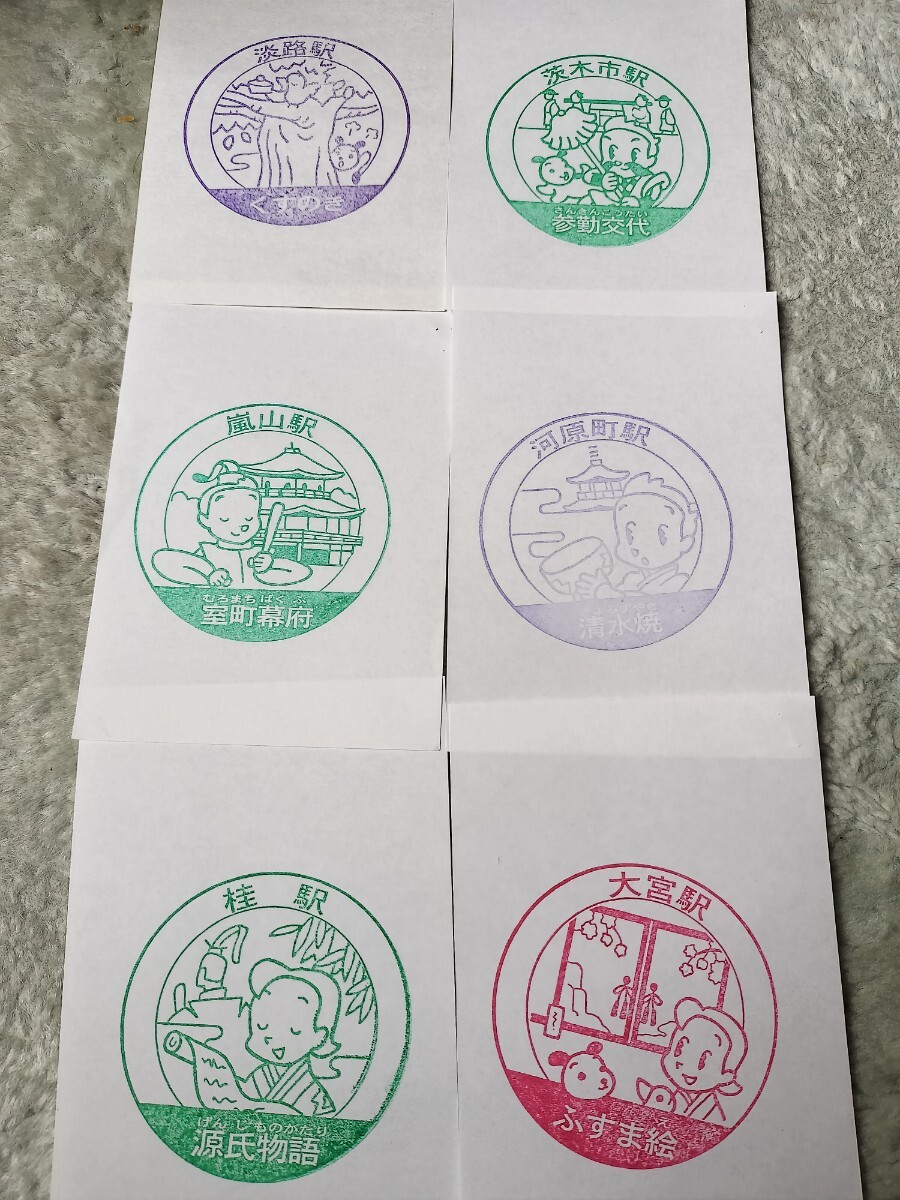 淡路駅
くすのき
茨木市駅
さんきんこうたい
参勤交代
嵐山駅
むろまちばくふ
室町幕府
河原町駅
清水焼
桂 駅
げんじものがたり
源氏物語
大宮駅
え
ふすま絵